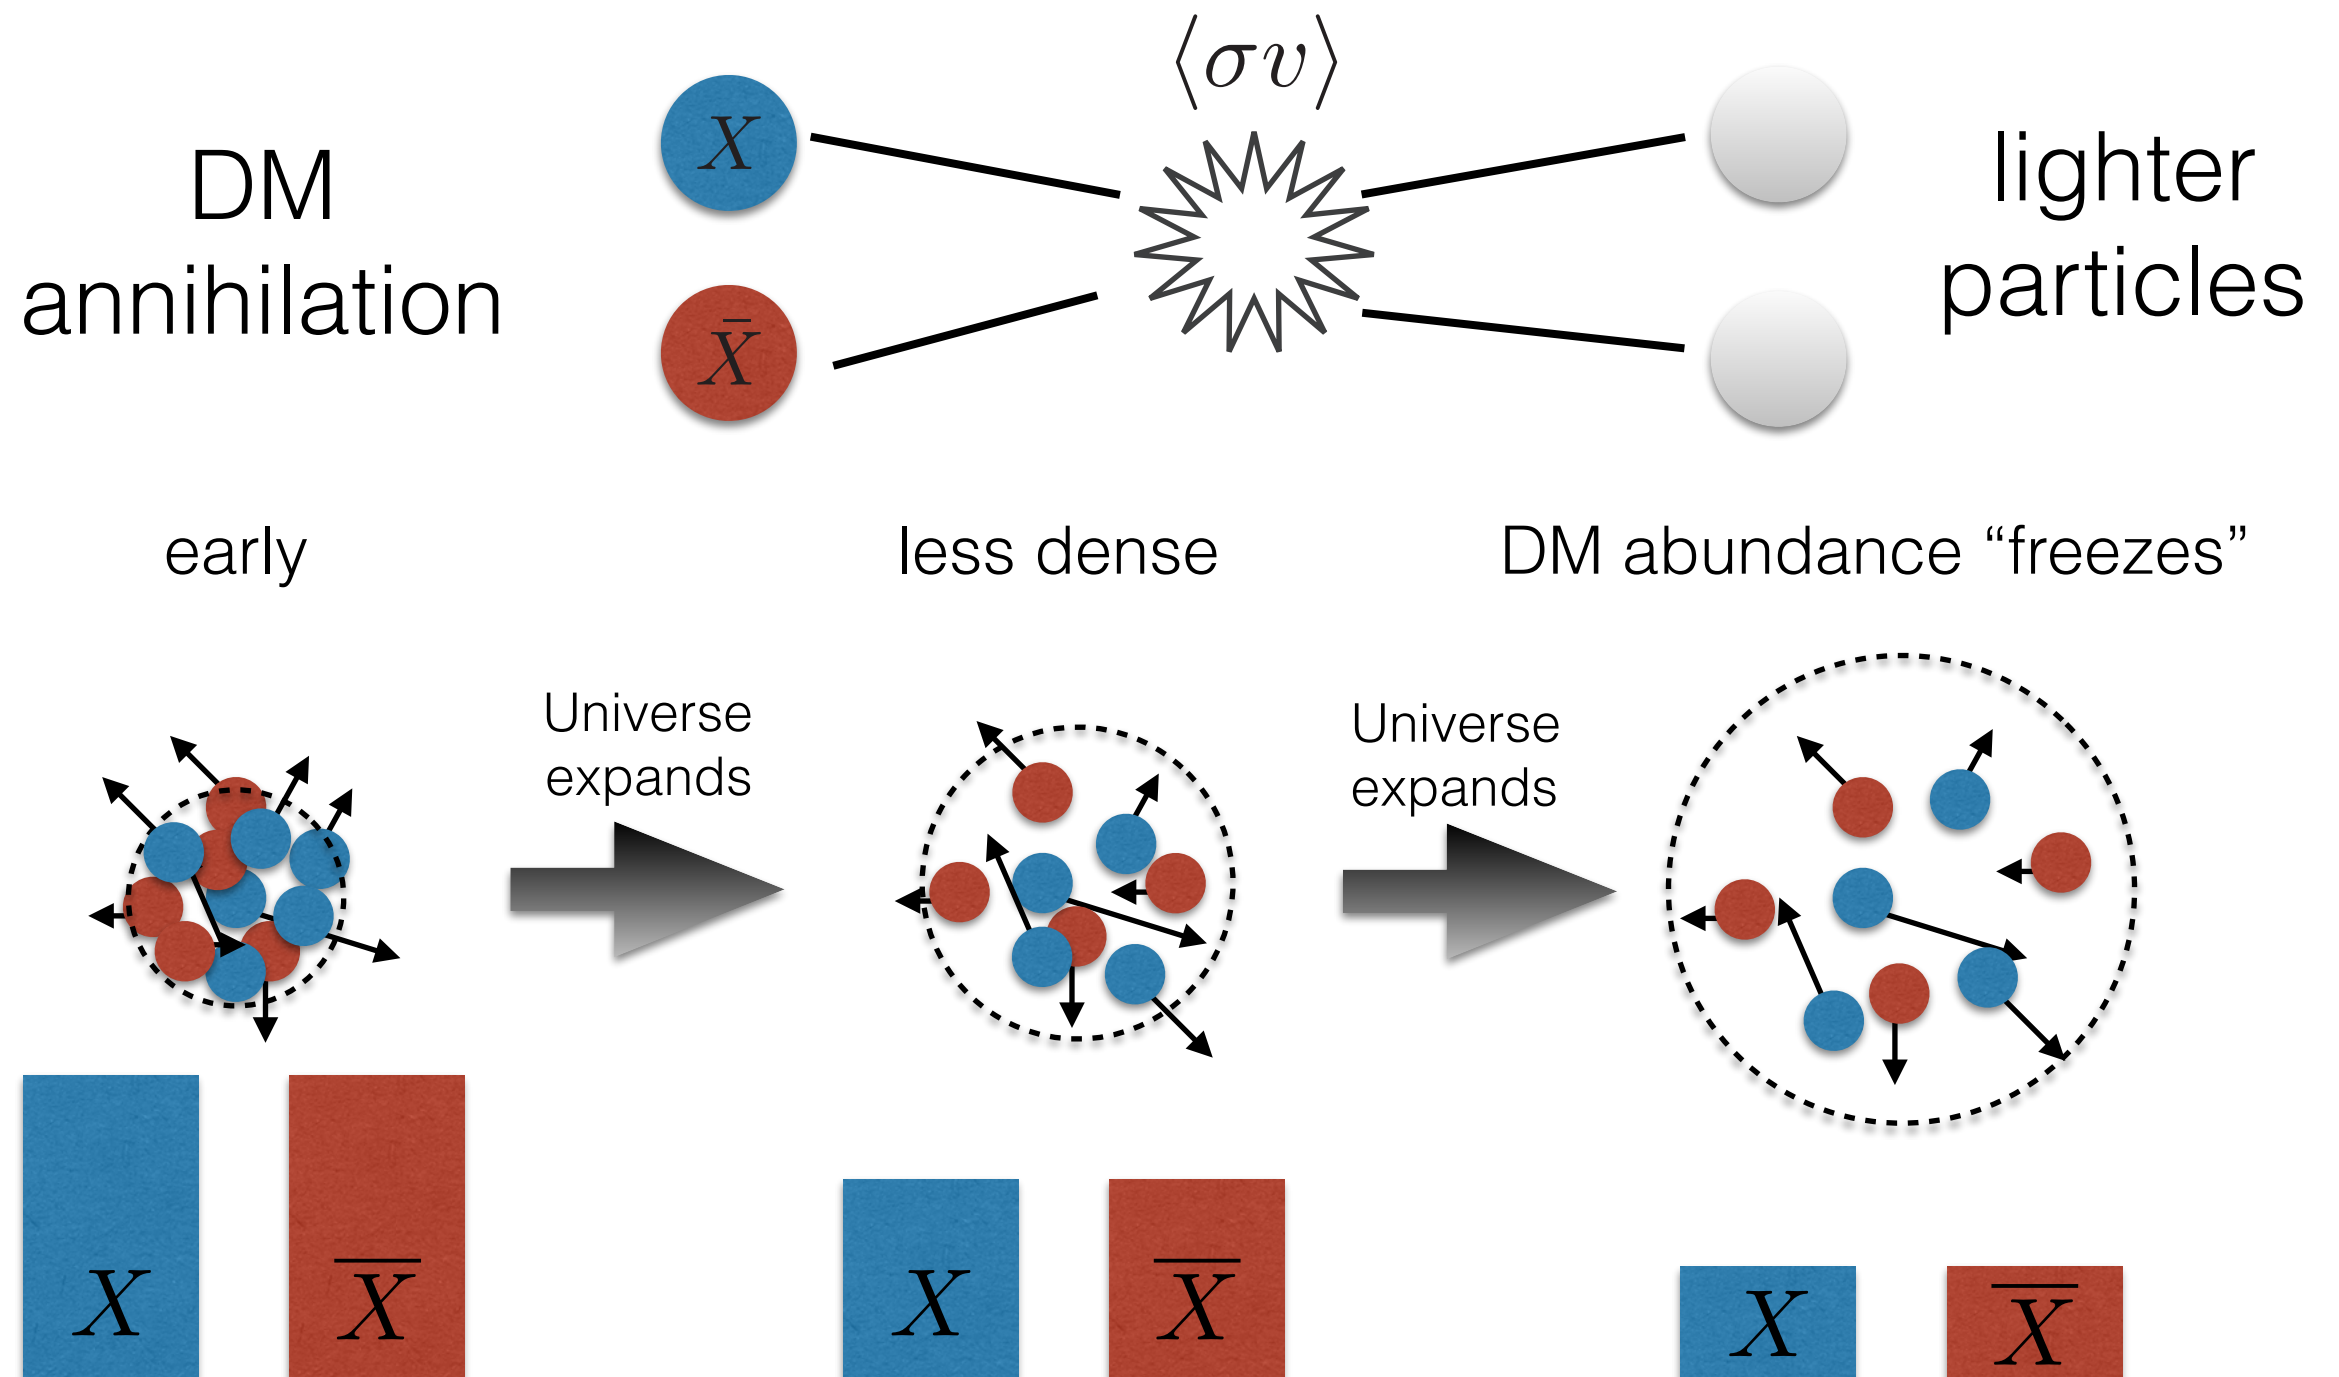 ⟨σv⟩
DM
annihilation
X
X̄
lighter
particles
early
less dense
DM abundance “freezes”
Universe
expands
Universe
expands
X
X̄
X
X̄
X
X̄